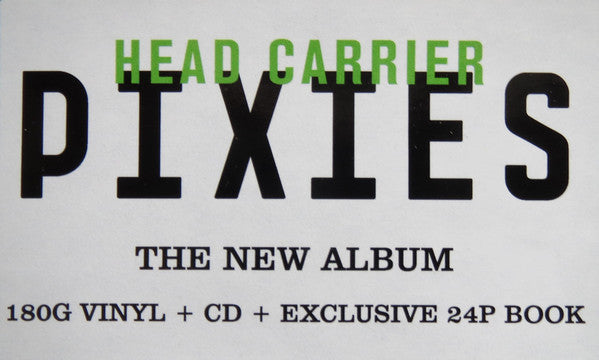 HEAD CARRIER
PIXIES
THE NEW ALBUM
180G VINYL + CD + EXCLUSIVE 24P BOOK